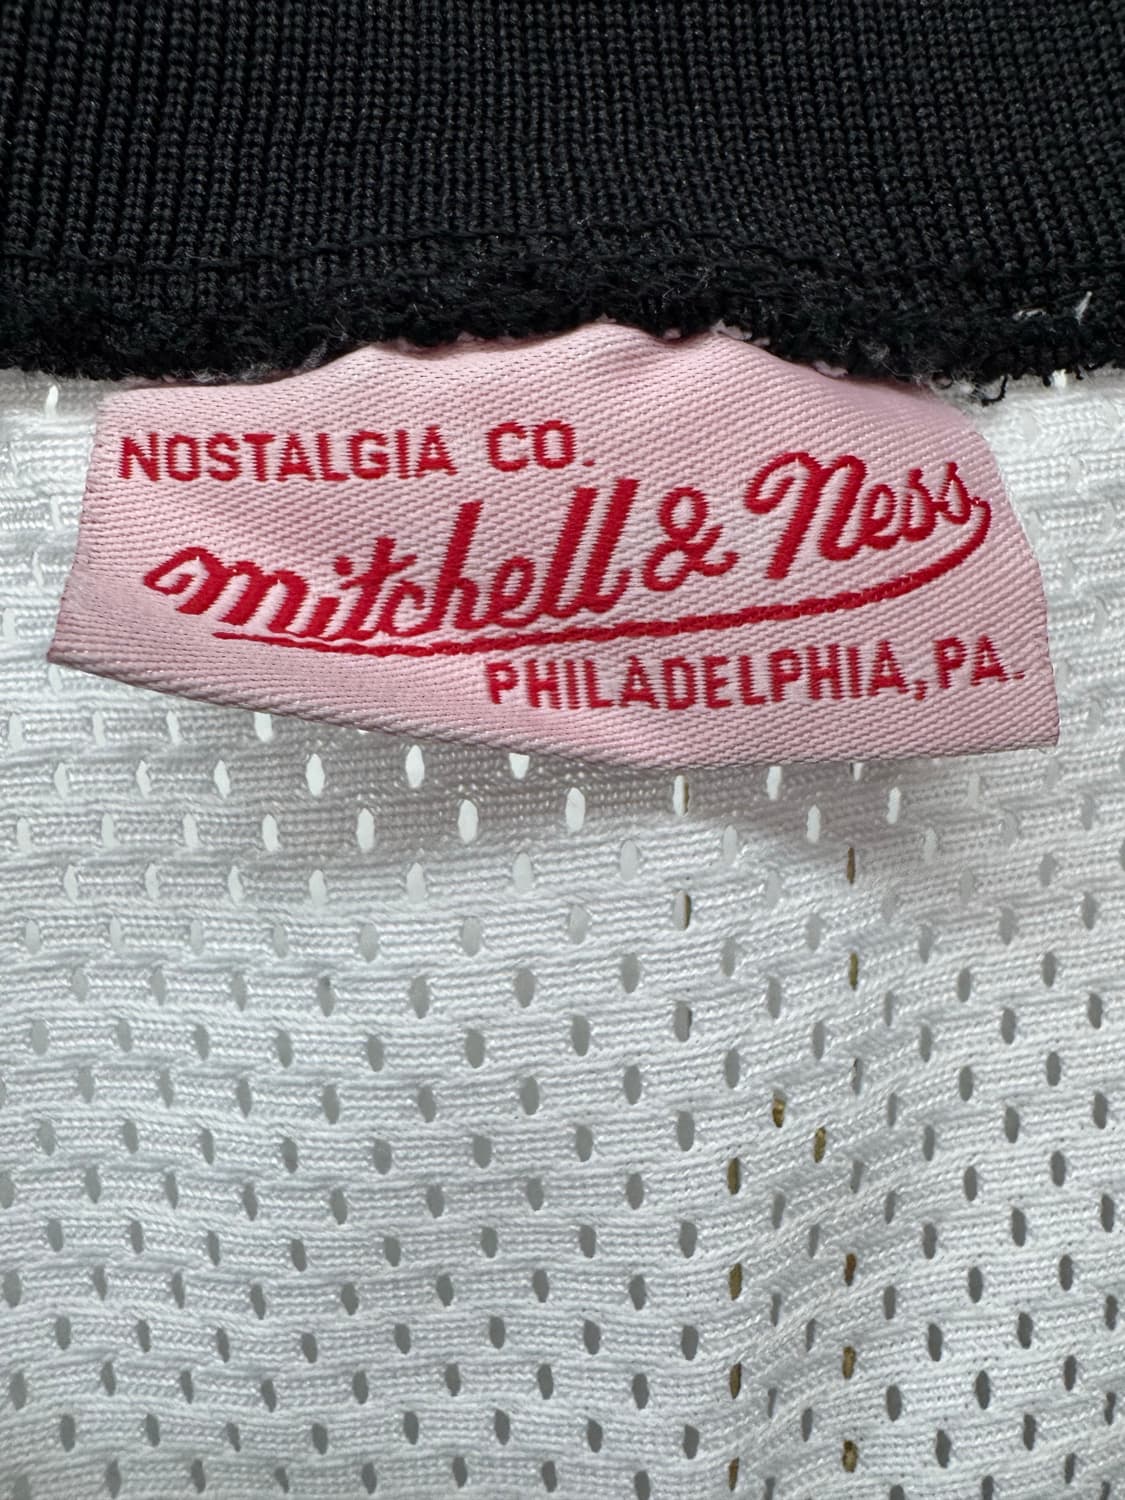 NOSTALGIA CO.
Mitchell & Ness
PHILADELPHIA, PA.